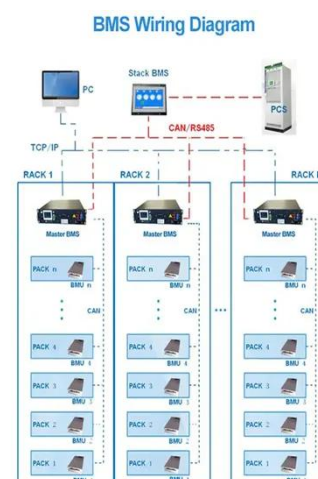 BMS Wiring Diagram
Stack BMS
PC
PCS
CAN/RS485
TCP/IP
RACK 1
RACK 2
RACK
Master BMS
Master BMS
Master BMS
PACK n
PACK n
PACK n
BMU n
BMU n
BMU n
CAN
CAN
CAN
PACK 4
PACK 4
PACK 4
BMU 4
BMU 4
BMU 4
PACK 3
PACK 3
PACK 3
BMU 3
BMU 3
BMU 3
PACK 2
PACK 2
PACK 2
BMU 2
BMU 2
BMU 2
PACK 1
PACK 1
PACK 1